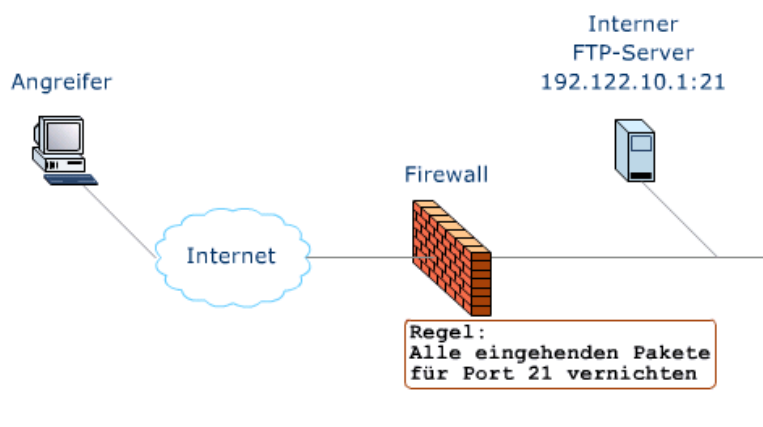 Interner
FTP-Server
192.122.10.1:21
Angreifer
Firewall
Internet
Regel:
Alle eingehenden Pakete
für Port 21 vernichten